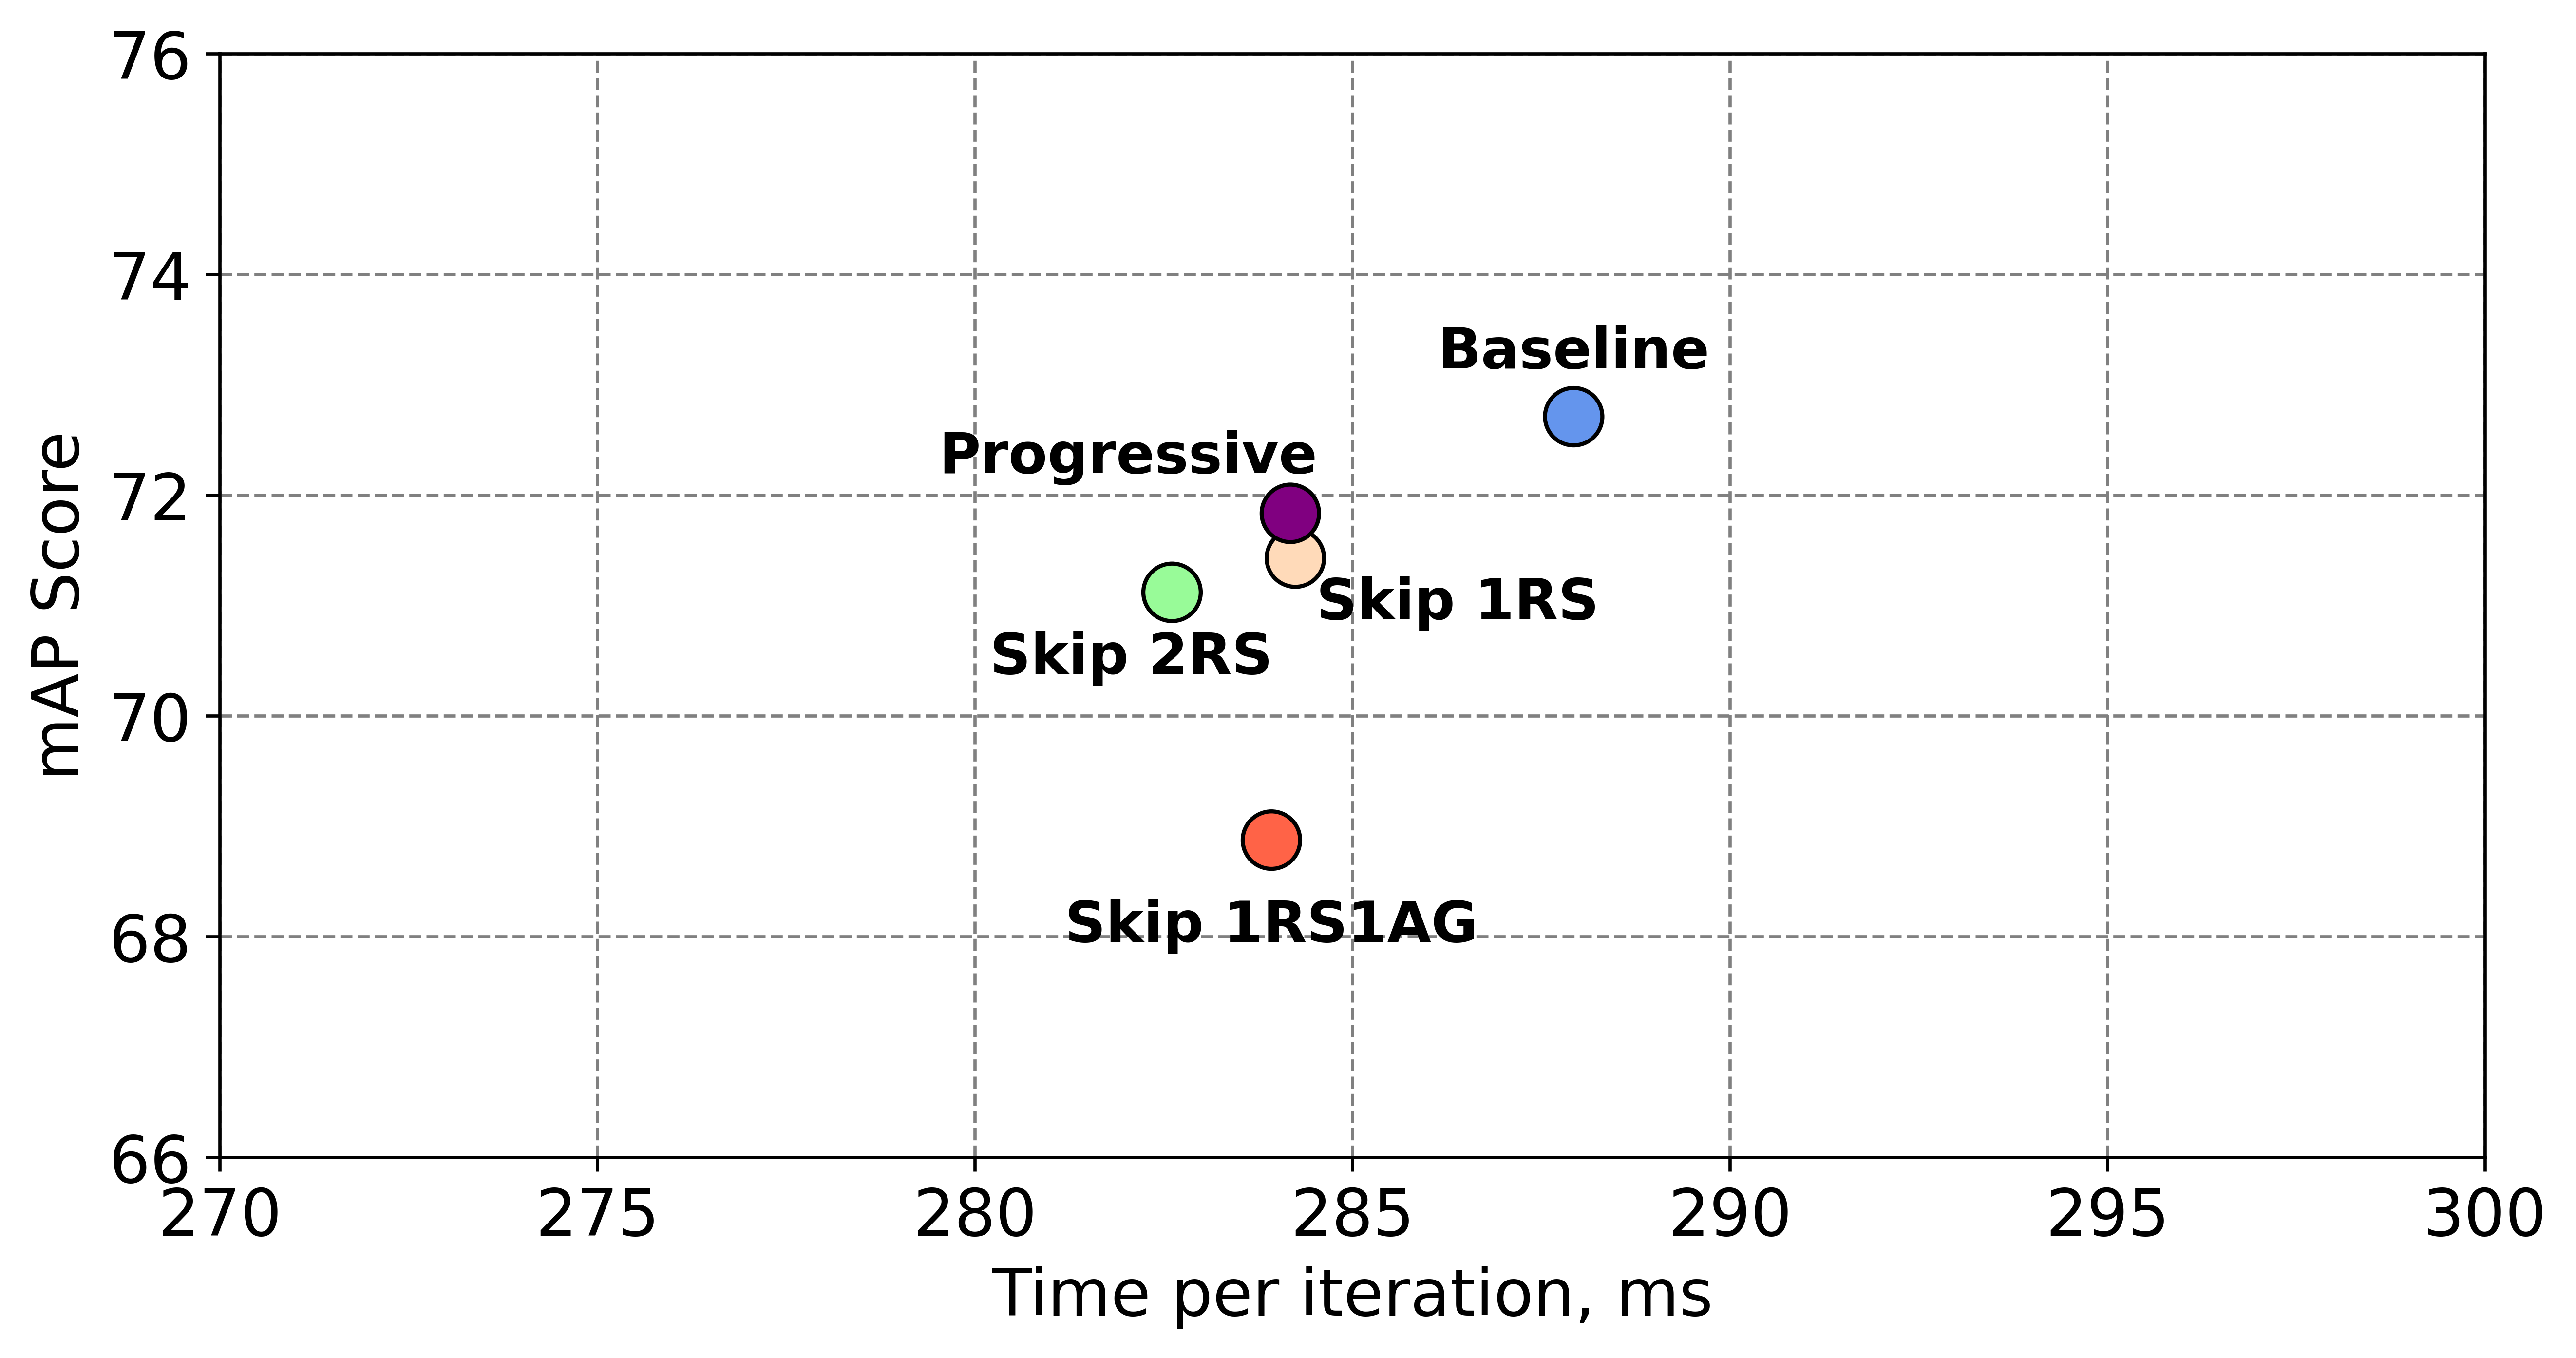 76
74
72
70
68
66
mAP Score
Baseline
Progressive
Skip 1RS
Skip 2RS
Skip 1RS1AG
270 275 280 285 290 295 300
Time per iteration, ms